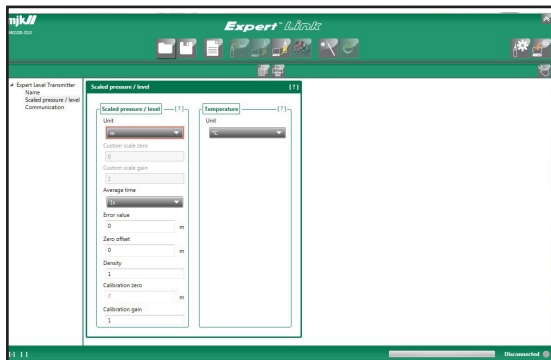 mjk
Expert Link
Expert Level Transmitter
Name
Scaled pressure / level
Communication
Scaled pressure / level [?]
Scaled pressure / level [?]
Unit
m
Custom scale zero
0
Custom scale gain
1
Average time
1s
Error value
0 m
Zero offset
0 m
Density
1
Calibration zero
0 m
Calibration gain
1
Temperature [?]
Unit
°C
[-] [ ]
Disconnected